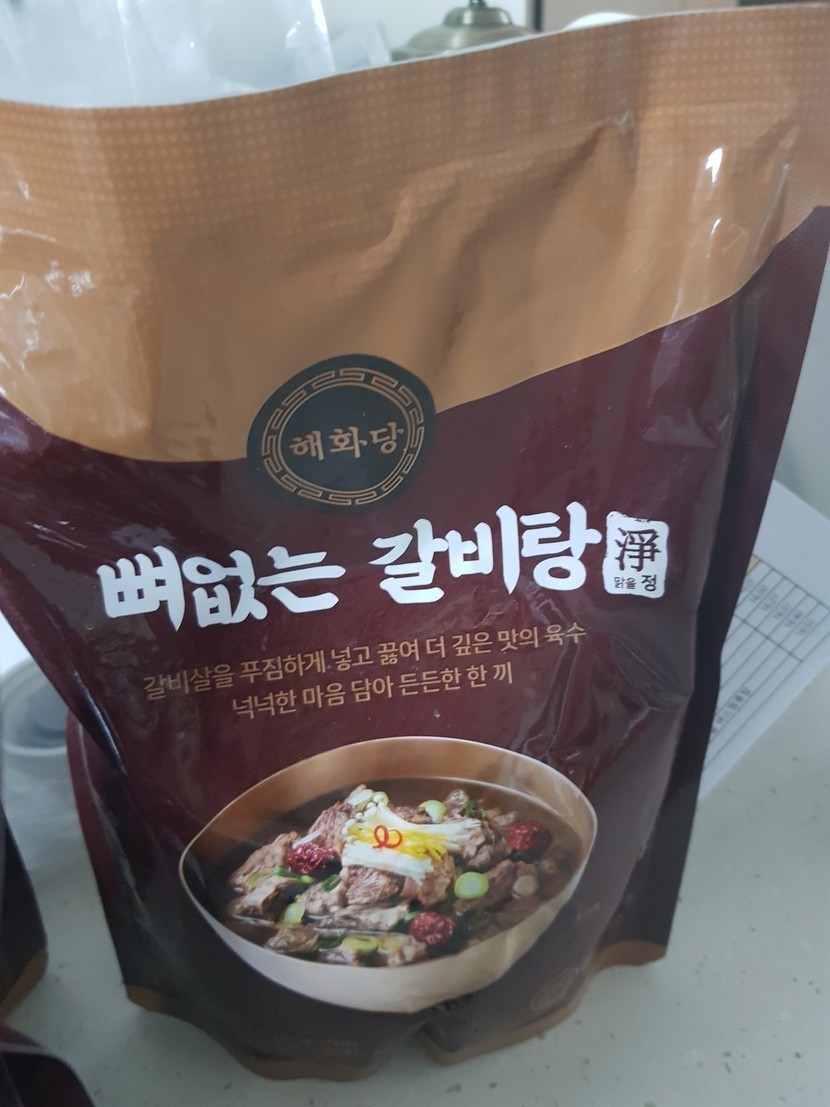 해화당
뼈없는 갈비탕 淨 맑을 정
갈비살을 푸짐하게 넣고 끓여 더 깊은 맛의 육수
넉넉한 마음 담아 든든한 한 끼